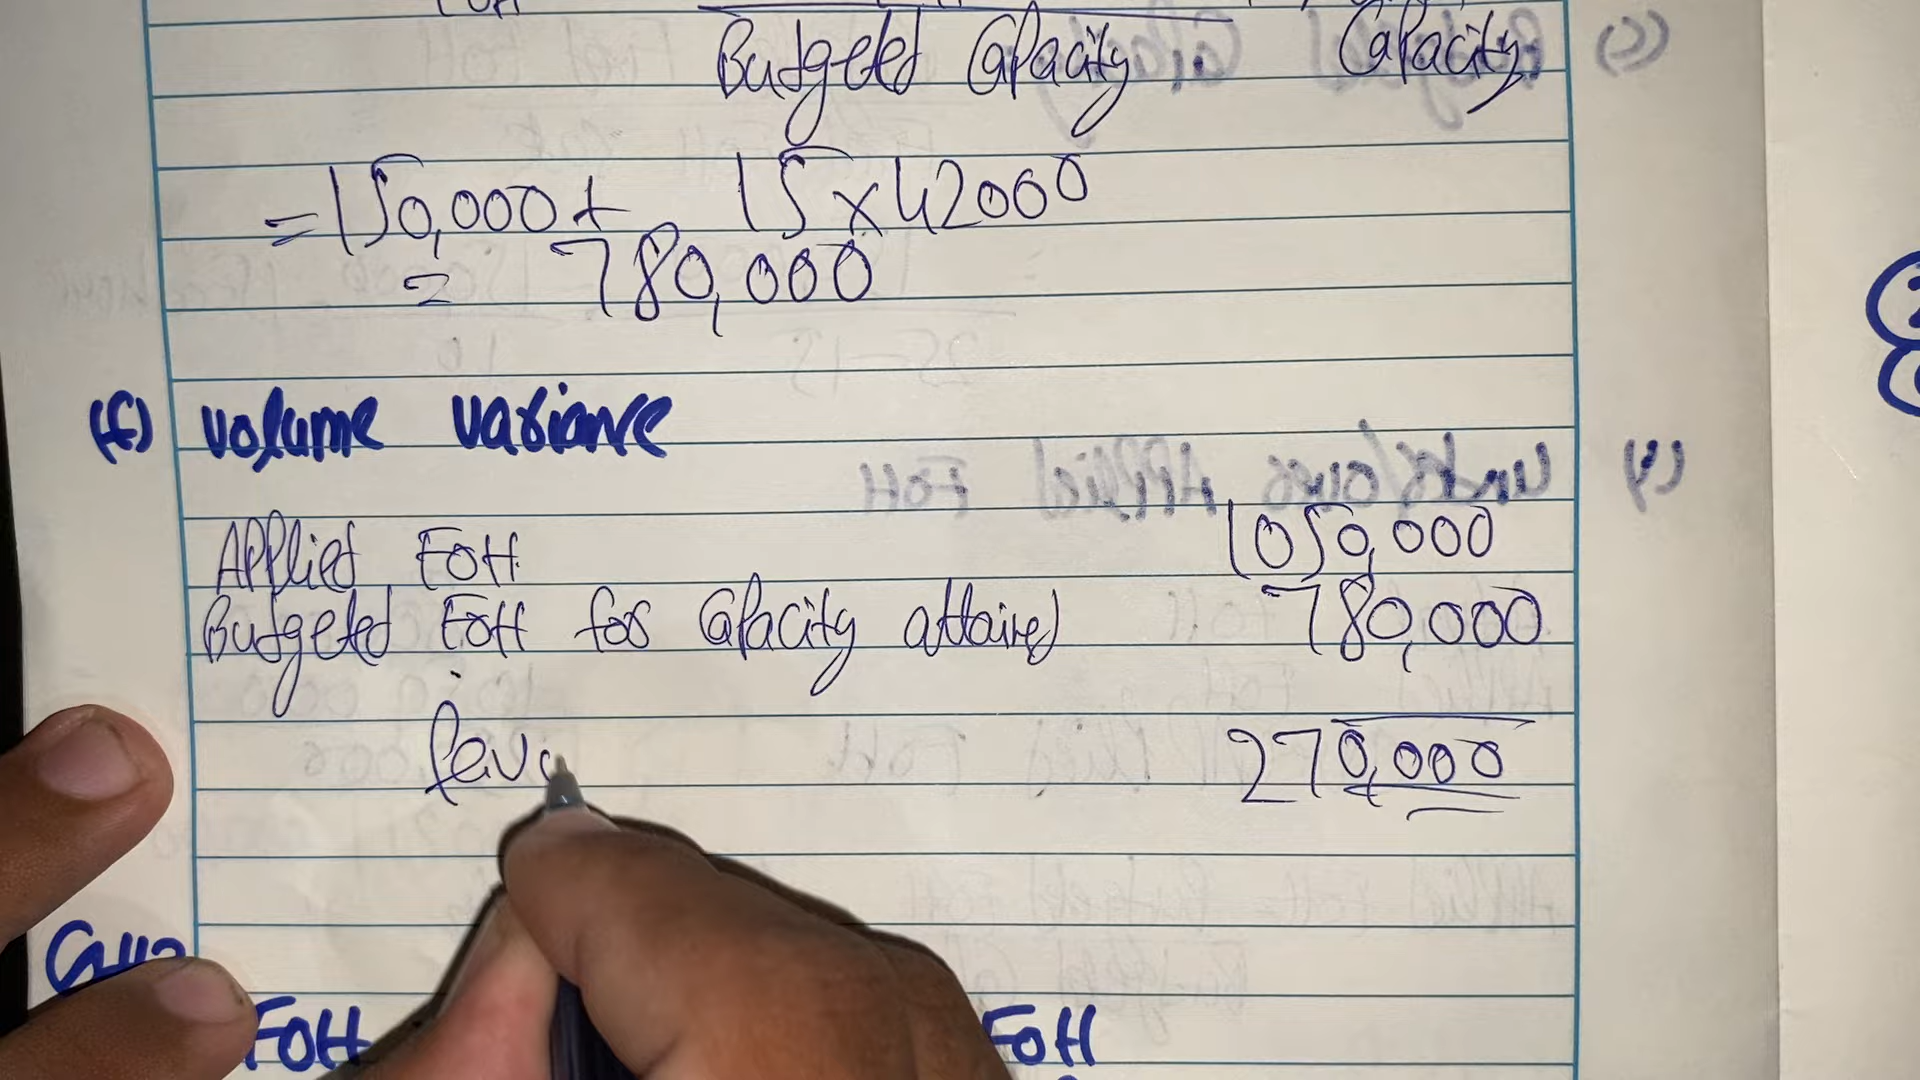 Budgeted Capacity Capacity
= 150,000 + 15 x 42000
= 780,000
(f) volume variance
Applied FOH 1050,000
Budgeted FOH for Capacity attained 780,000
favo 270,000
FOH FOH